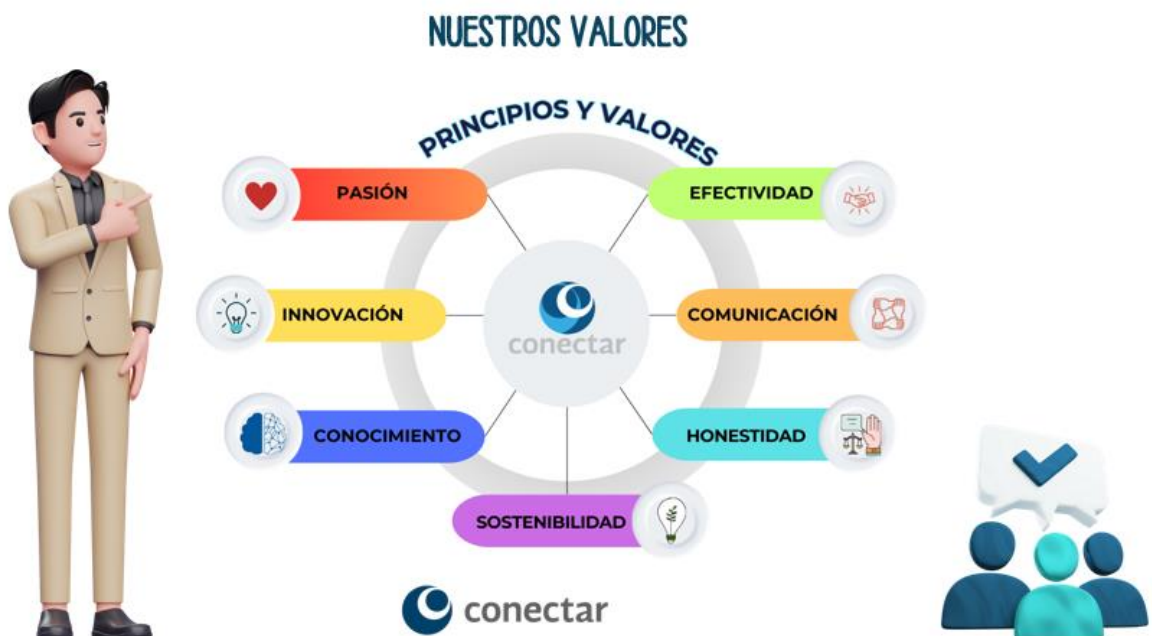 NUESTROS VALORES
PRINCIPIOS Y VALORES
PASIÓN
EFECTIVIDAD
INNOVACIÓN
COMUNICACIÓN
conectar
CONOCIMIENTO
HONESTIDAD
SOSTENIBILIDAD
conectar